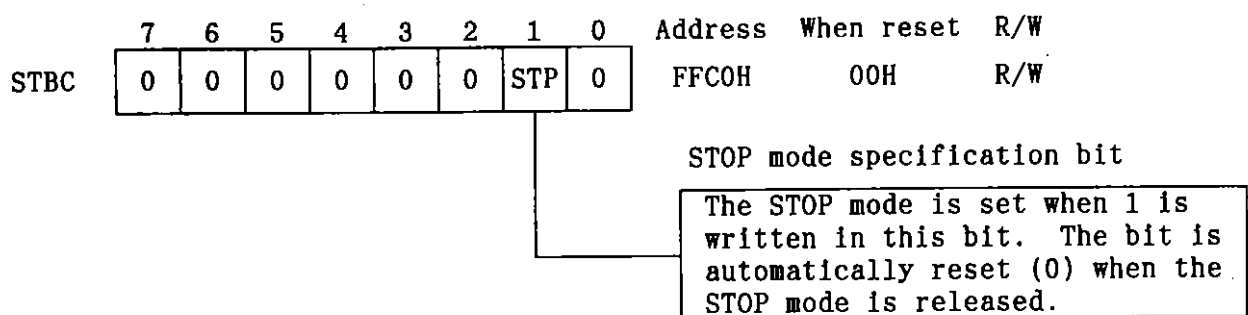 7 6 5 4 3 2 1 0 Address When reset R/W
STBC 0 0 0 0 0 0 STP 0 FFC0H 00H R/W
STOP mode specification bit
The STOP mode is set when 1 is
written in this bit. The bit is
automatically reset (0) when the
STOP mode is released.